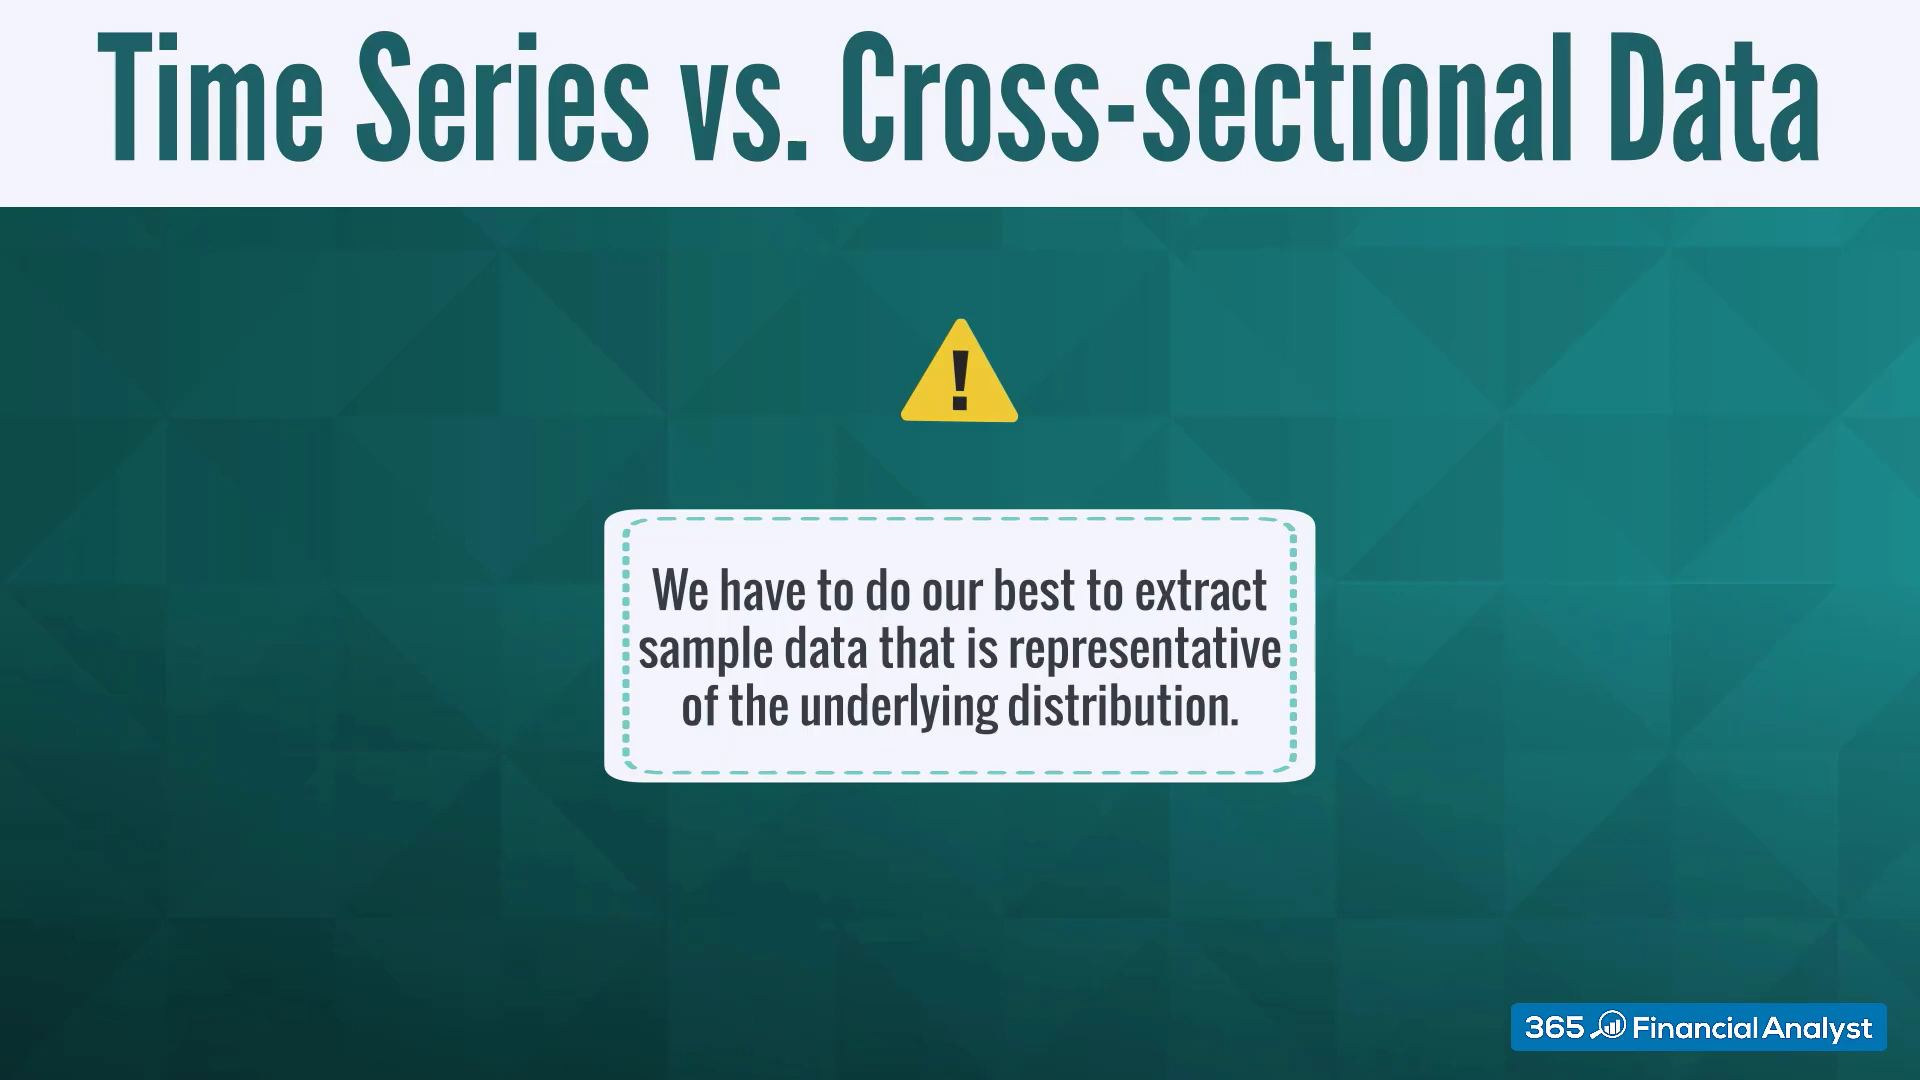 Time Series vs. Cross-sectional Data
!
We have to do our best to extract
sample data that is representative
of the underlying distribution.
365 Financial Analyst